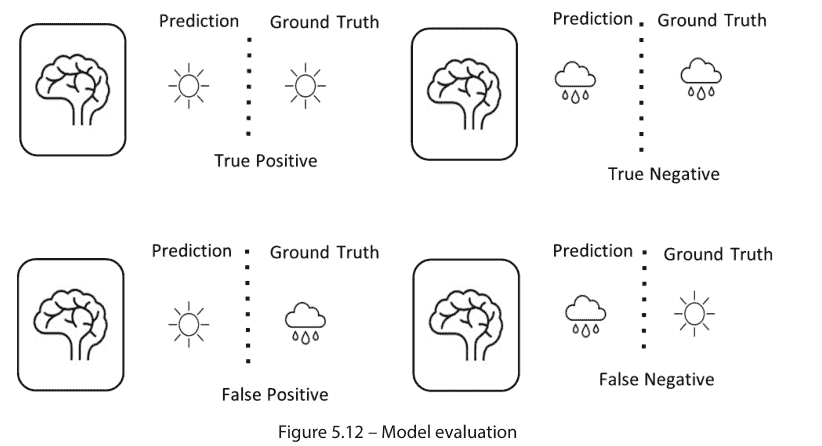 Prediction Ground Truth
True Positive
Prediction Ground Truth
True Negative
Prediction Ground Truth
False Positive
Prediction Ground Truth
False Negative
Figure 5.12 – Model evaluation